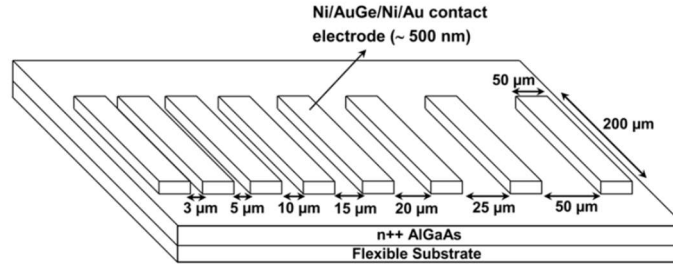 Ni/AuGe/Ni/Au contact
electrode (~ 500 nm)
50 μm
200 μm
3 μm
5 μm
10 μm
15 μm
20 μm
25 μm
50 μm
n++ AlGaAs
Flexible Substrate